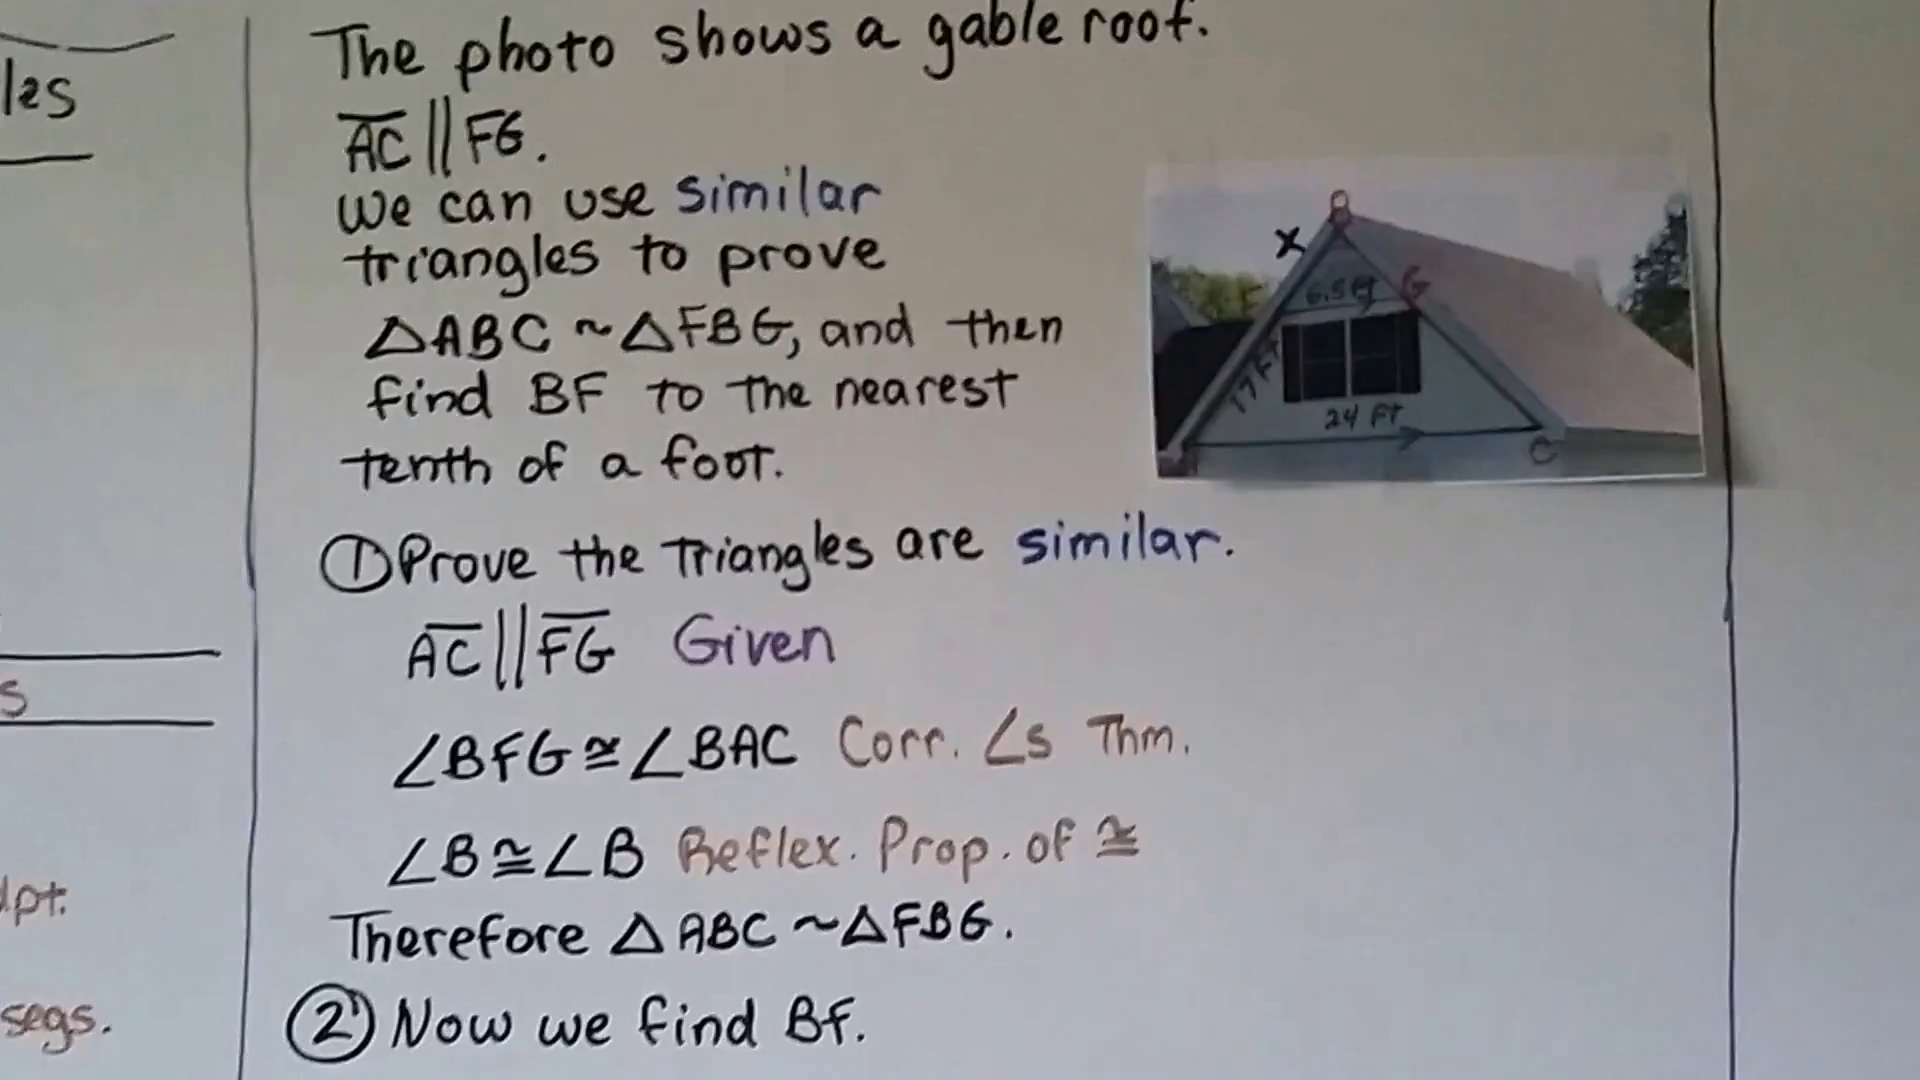 les
s
pt.
segs.
The photo shows a gable roof.
AC || FG.
We can use similar
triangles to prove
△ABC ~ △FBG, and then
find BF to the nearest
tenth of a foot.
B
X
F 6.5 ft G
17 Ft
24 Ft
C
① Prove the triangles are similar.
AC || FG Given
∠BFG ≅ ∠BAC Corr. ∠s Thm.
∠B ≅ ∠B Reflex. Prop. of ≅
Therefore △ABC ~ △FBG.
② Now we find BF.